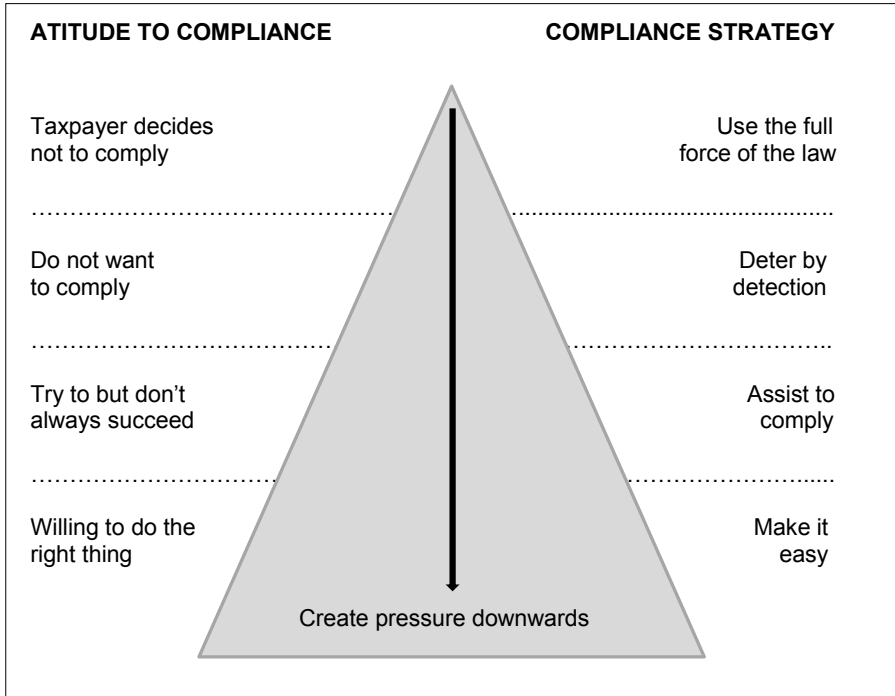 ATITUDE TO COMPLIANCE
COMPLIANCE STRATEGY
Taxpayer decides
not to comply
Use the full
force of the law
Do not want
to comply
Deter by
detection
Try to but don’t
always succeed
Assist to
comply
Willing to do the
right thing
Make it
easy
Create pressure downwards